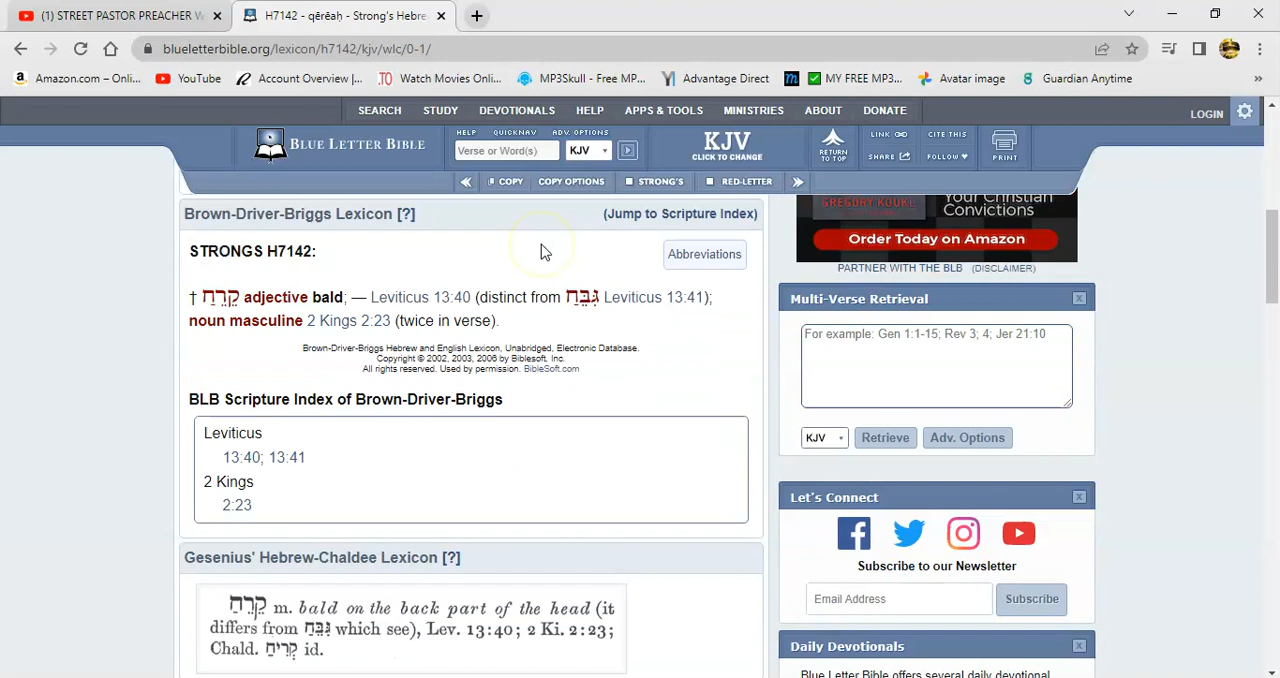 (1) STREET PASTOR PREACHER W
H7142 - qērēaḥ - Strong's Hebre
blueletterbible.org/lexicon/h7142/kjv/wlc/0-1/
Amazon.com – Onli...
YouTube
Account Overview |...
Watch Movies Onlin...
MP3Skull - Free MP...
Advantage Direct
MY FREE MP3...
Avatar image
Guardian Anytime
»
SEARCH STUDY DEVOTIONALS HELP APPS & TOOLS MINISTRIES ABOUT DONATE
LOGIN
BLUE LETTER BIBLE
HELP QUICKNAV ADV. OPTIONS
Verse or Word(s) KJV
KJV
CLICK TO CHANGE
RETURN
TO TOP
LINK
SHARE
CITE THIS
FOLLOW
PRINT
COPY COPY OPTIONS STRONG'S RED-LETTER
Brown-Driver-Briggs Lexicon [?] (Jump to Scripture Index)
STRONGS H7142:
Abbreviations
† קֵרֵחַ adjective bald; — Leviticus 13:40 (distinct from גִּבֵּחַ Leviticus 13:41);
noun masculine 2 Kings 2:23 (twice in verse).
Brown-Driver-Briggs Hebrew and English Lexicon, Unabridged, Electronic Database.
Copyright © 2002, 2003, 2006 by Biblesoft, Inc.
All rights reserved. Used by permission. BibleSoft.com
BLB Scripture Index of Brown-Driver-Briggs
Leviticus
13:40; 13:41
2 Kings
2:23
Gesenius' Hebrew-Chaldee Lexicon [?]
קֵרֵחַ m. bald on the back part of the head (it
differs from גִּבֵּחַ which see), Lev. 13:40; 2 Ki. 2:23;
Chald. קְרִיחַ id.
GREGORY KOUKL
Your Christian
Convictions
Order Today on Amazon
PARTNER WITH THE BLB (DISCLAIMER)
Multi-Verse Retrieval
For example: Gen 1:1-15; Rev 3; 4; Jer 21:10
KJV Retrieve Adv. Options
Let's Connect
Subscribe to our Newsletter
Email Address Subscribe
Daily Devotionals
Blue Letter Bible offers several daily devotional